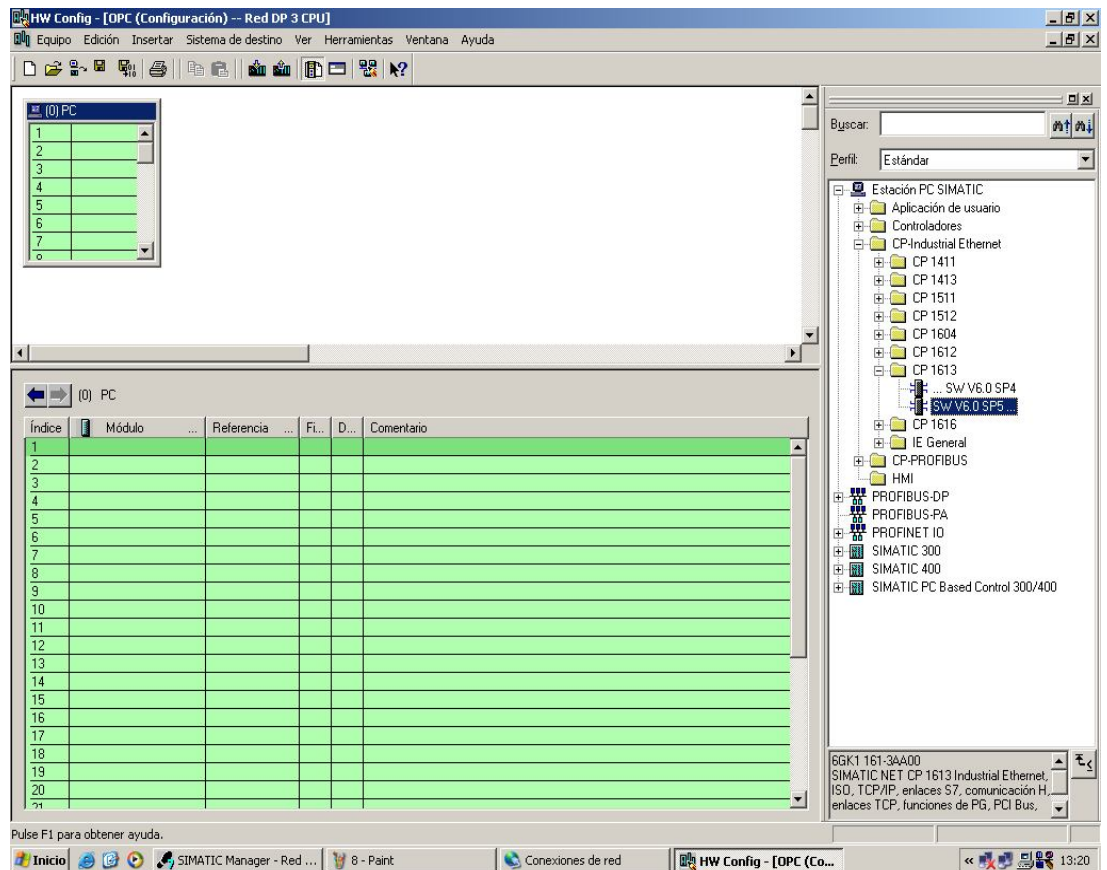 HW Config - [OPC (Configuración) -- Red DP 3 CPU]
Equipo Edición Insertar Sistema de destino Ver Herramientas Ventana Ayuda
(0) PC
1
2
3
4
5
6
7
8
(0) PC
Índice Módulo ... Referencia ... Fi... D... Comentario
1
2
3
4
5
6
7
8
9
10
11
12
13
14
15
16
17
18
19
20
21
Buscar:
Perfil: Estándar
Estación PC SIMATIC
Aplicación de usuario
Controladores
CP-Industrial Ethernet
CP 1411
CP 1413
CP 1511
CP 1512
CP 1604
CP 1612
CP 1613
... SW V6.0 SP4
SW V6.0 SP5 ...
CP 1616
IE General
CP-PROFIBUS
HMI
PROFIBUS-DP
PROFIBUS-PA
PROFINET IO
SIMATIC 300
SIMATIC 400
SIMATIC PC Based Control 300/400
6GK1 161-3AA00
SIMATIC NET CP 1613 Industrial Ethernet,
ISO, TCP/IP, enlaces S7, comunicación H,
enlaces TCP, funciones de PG, PCI Bus,
Pulse F1 para obtener ayuda.
Inicio SIMATIC Manager - Red ... 8 - Paint Conexiones de red HW Config - [OPC (Co... « 13:20